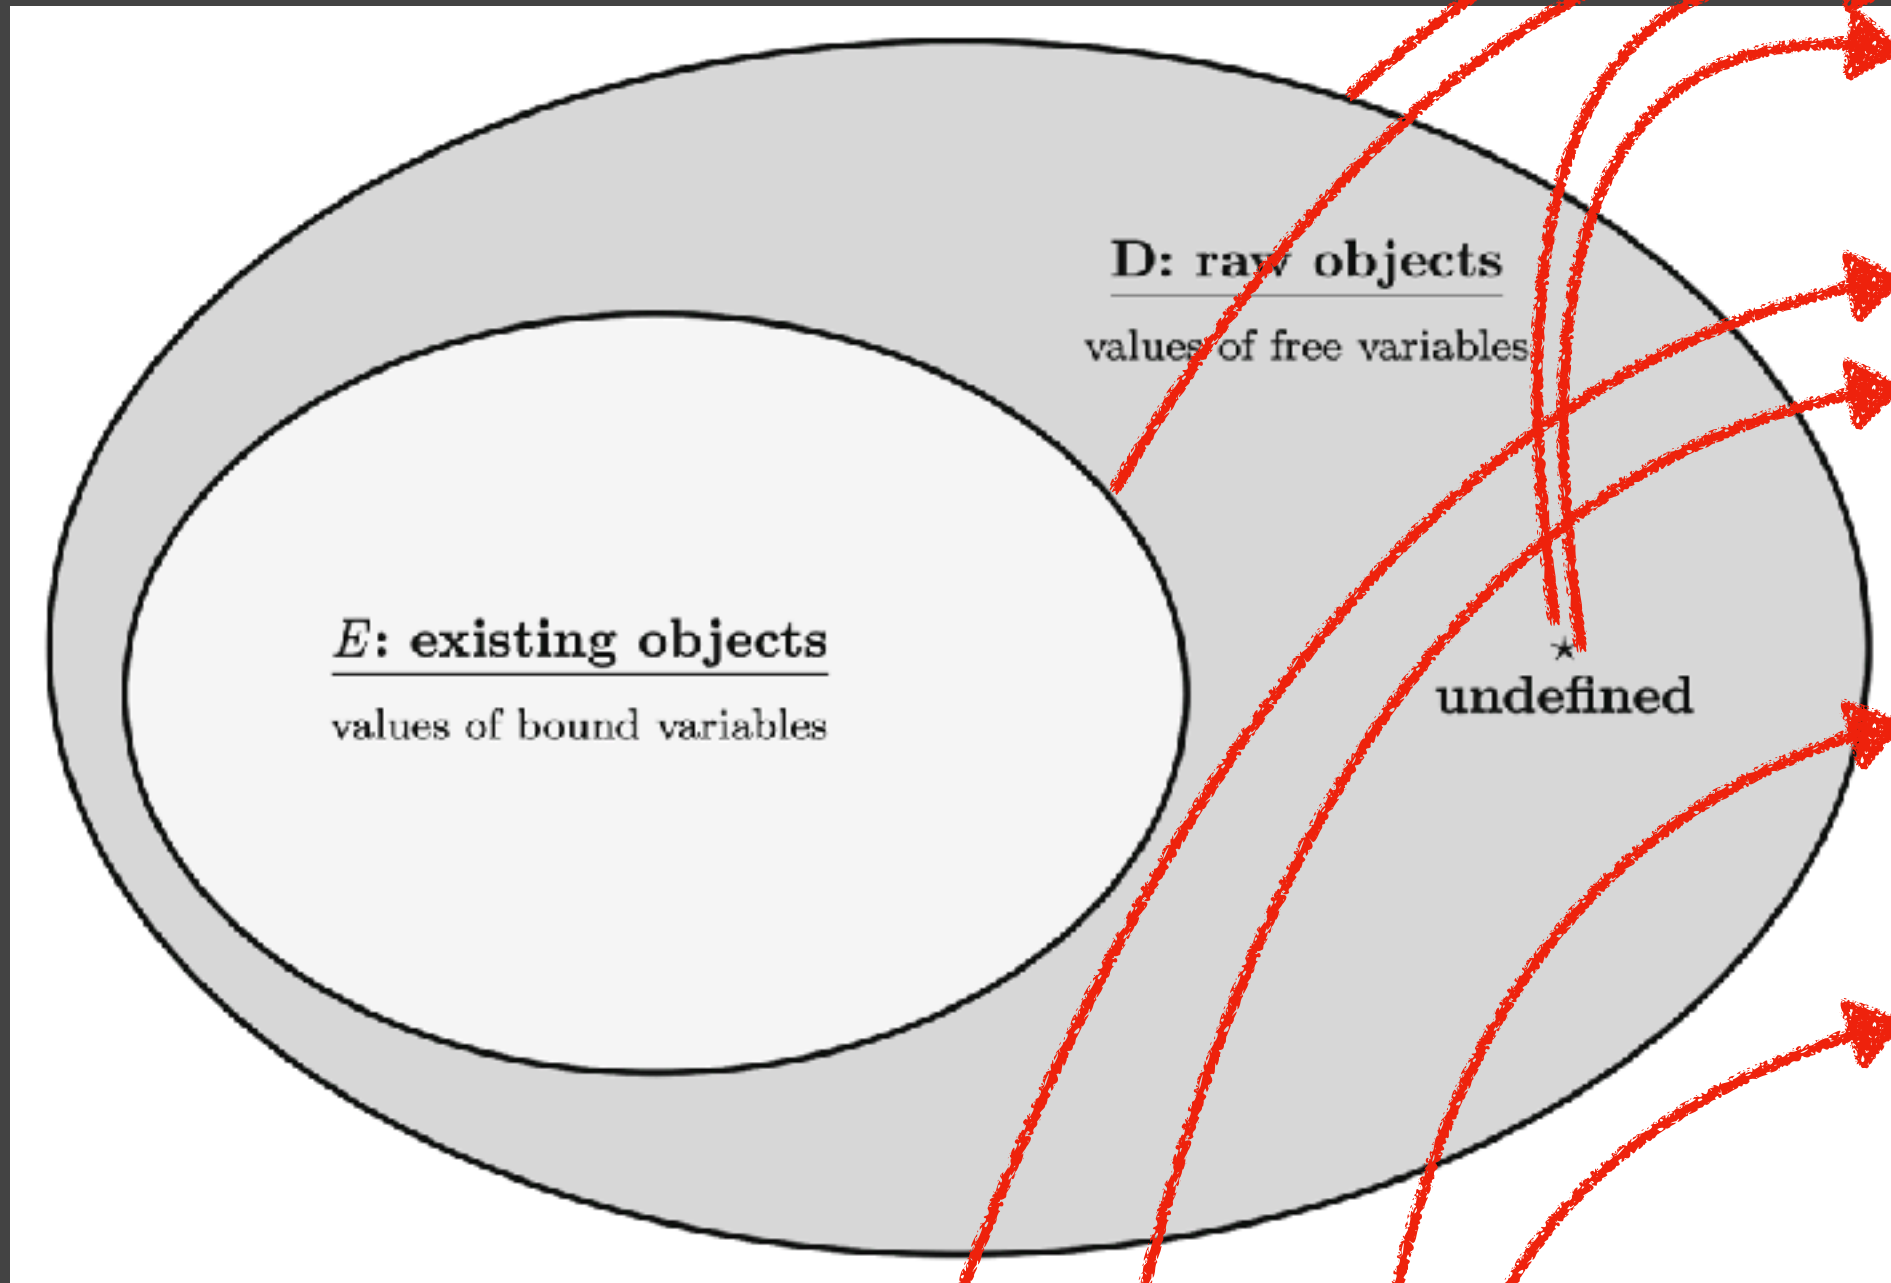 D: raw objects
values of free variables
E: existing objects
values of bound variables
⋆
undefined